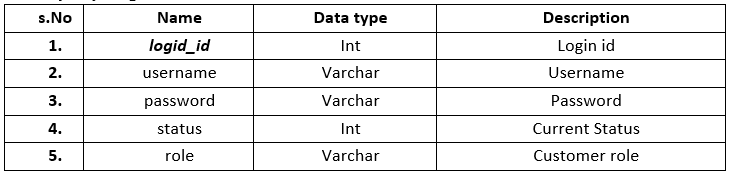 s.No Name Data type Description
1. logid_id Int Login id
2. username Varchar Username
3. password Varchar Password
4. status Int Current Status
5. role Varchar Customer role